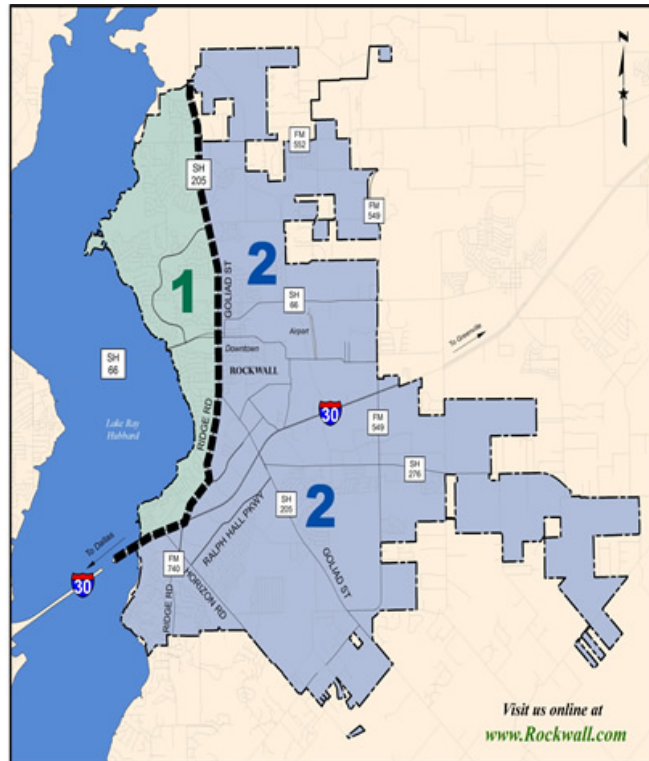 Z
FM
552
SH
205
FM
549
2
GOLIAD ST
1
SH
66
Airport
To Greenville
SH
66
Downtown
ROCKWALL
30
RIDGE RD
FM
549
Lake Ray
Hubbard
SH
276
2
SH
205
RALPH HALL PKWY
To Dallas
GOLIAD ST
FM
740
HORIZON RD
30
RIDGE RD
Visit us online at
www.Rockwall.com